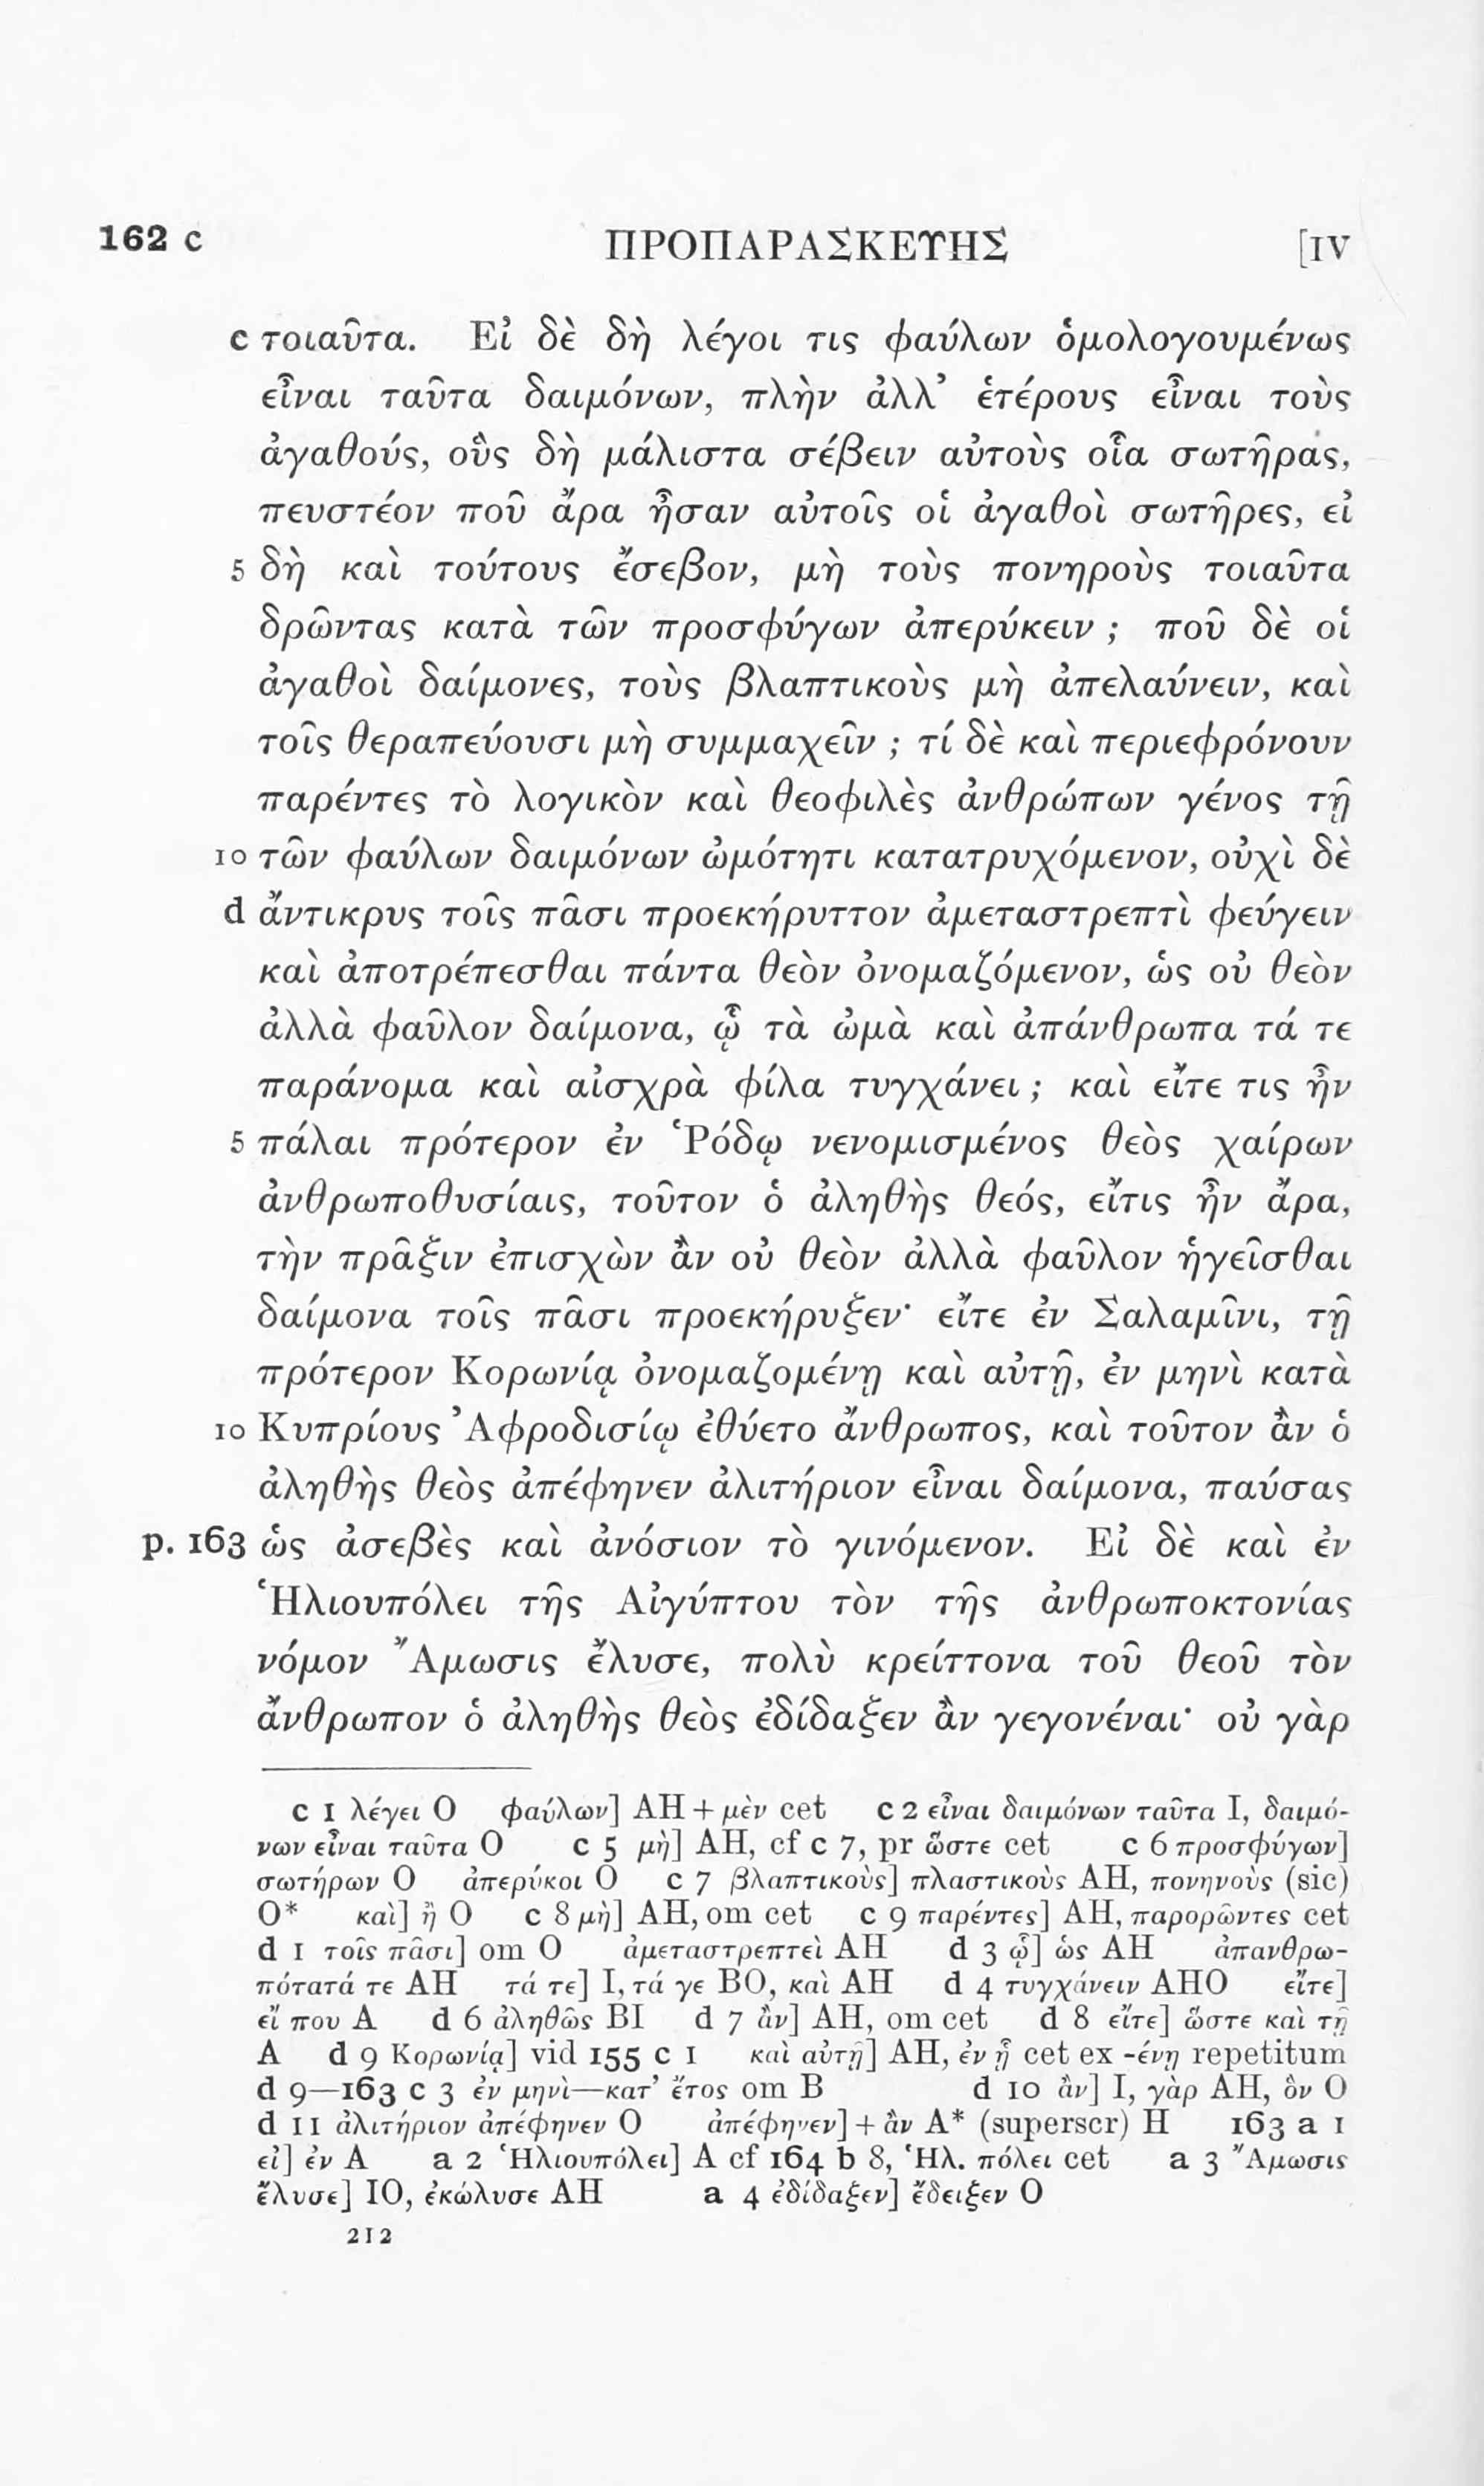 162 c ΠΡΟΠΑΡΑΣΚΕΥΗΣ [IV
c τοιαῦτα. Εἰ δὲ δὴ λέγοι τις φαύλων ὁμολογουμένως
εἶναι ταῦτα δαιμόνων, πλὴν ἀλλ’ ἑτέρους εἶναι τοὺς
ἀγαθούς, οὓς δὴ μάλιστα σέβειν αὐτοὺς οἷα σωτῆρας,
πευστέον ποῦ ἄρα ἦσαν αὐτοῖς οἱ ἀγαθοὶ σωτῆρες, εἰ
5 δὴ καὶ τούτους ἔσεβον, μὴ τοὺς πονηροὺς τοιαῦτα
δρῶντας κατὰ τῶν προσφύγων ἀπερύκειν ; ποῦ δὲ οἱ
ἀγαθοὶ δαίμονες, τοὺς βλαπτικοὺς μὴ ἀπελαύνειν, καὶ
τοῖς θεραπεύουσι μὴ συμμαχεῖν ; τί δὲ καὶ περιεφρόνουν
παρέντες τὸ λογικὸν καὶ θεοφιλὲς ἀνθρώπων γένος τῇ
10 τῶν φαύλων δαιμόνων ὠμότητι κατατρυχόμενον, οὐχὶ δὲ
d ἄντικρυς τοῖς πᾶσι προεκήρυττον ἀμεταστρεπτὶ φεύγειν
καὶ ἀποτρέπεσθαι πάντα θεὸν ὀνομαζόμενον, ὡς οὐ θεὸν
ἀλλὰ φαῦλον δαίμονα, ᾧ τὰ ὠμὰ καὶ ἀπάνθρωπα τά τε
παράνομα καὶ αἰσχρὰ φίλα τυγχάνει ; καὶ εἴτε τις ἦν
5 πάλαι πρότερον ἐν Ῥόδῳ νενομισμένος θεὸς χαίρων
ἀνθρωποθυσίαις, τοῦτον ὁ ἀληθὴς θεός, εἴτις ἦν ἄρα,
τὴν πρᾶξιν ἐπισχὼν ἂν οὐ θεὸν ἀλλὰ φαῦλον ἡγεῖσθαι
δαίμονα τοῖς πᾶσι προεκήρυξεν· εἴτε ἐν Σαλαμῖνι, τῇ
πρότερον Κορωνίᾳ ὀνομαζομένῃ καὶ αὐτῇ, ἐν μηνὶ κατὰ
10 Κυπρίους Ἀφροδισίῳ ἐθύετο ἄνθρωπος, καὶ τοῦτον ἂν ὁ
ἀληθὴς θεὸς ἀπέφηνεν ἀλιτήριον εἶναι δαίμονα, παύσας
p. 163 ὡς ἀσεβὲς καὶ ἀνόσιον τὸ γινόμενον. Εἰ δὲ καὶ ἐν
Ἡλιουπόλει τῆς Αἰγύπτου τὸν τῆς ἀνθρωποκτονίας
νόμον Ἄμωσις ἔλυσε, πολὺ κρείττονα τοῦ θεοῦ τὸν
ἄνθρωπον ὁ ἀληθὴς θεὸς ἐδίδαξεν ἂν γεγονέναι· οὐ γὰρ
c 1 λέγει O φαύλων] AH + μὲν cet c 2 εἶναι δαιμόνων ταῦτα I, δαιμό-
νων εἶναι ταῦτα O c 5 μὴ] AH, cf c 7, pr ὥστε cet c 6 προσφύγων]
σωτήρων O ἀπερύκοι O c 7 βλαπτικοὺς] πλαστικοὺς AH, πονηνοὺς (sic)
O* καὶ] ἢ O c 8 μὴ] AH, om cet c 9 παρέντες] AH, παρορῶντες cet
d 1 τοῖς πᾶσι] om O ἀμεταστρεπτεὶ AH d 3 ᾧ] ὡς AH ἀπανθρω-
πότατά τε AH τά τε] I, τά γε BO, καὶ AH d 4 τυγχάνειν AHO εἴτε]
εἴ που A d 6 ἀληθῶς BI d 7 ἂν] AH, om cet d 8 εἴτε] ὥστε καὶ τῇ
A d 9 Κορωνίᾳ] vid 155 c 1 καὶ αὐτῇ] AH, ἐν ᾗ cet ex -ένῃ repetitum
d 9—163 c 3 ἐν μηνὶ—κατ’ ἔτος om B d 10 ἂν] I, γὰρ AH, ὃν O
d 11 ἀλιτήριον ἀπέφηνεν O ἀπέφηνεν] + ἂν A* (superscr) H 163 a 1
εἰ] ἐν A a 2 Ἡλιουπόλει] A cf 164 b 8, Ἡλ. πόλει cet a 3 Ἄμωσις
ἔλυσε] IO, ἐκώλυσε AH a 4 ἐδίδαξεν] ἔδειξεν O
212